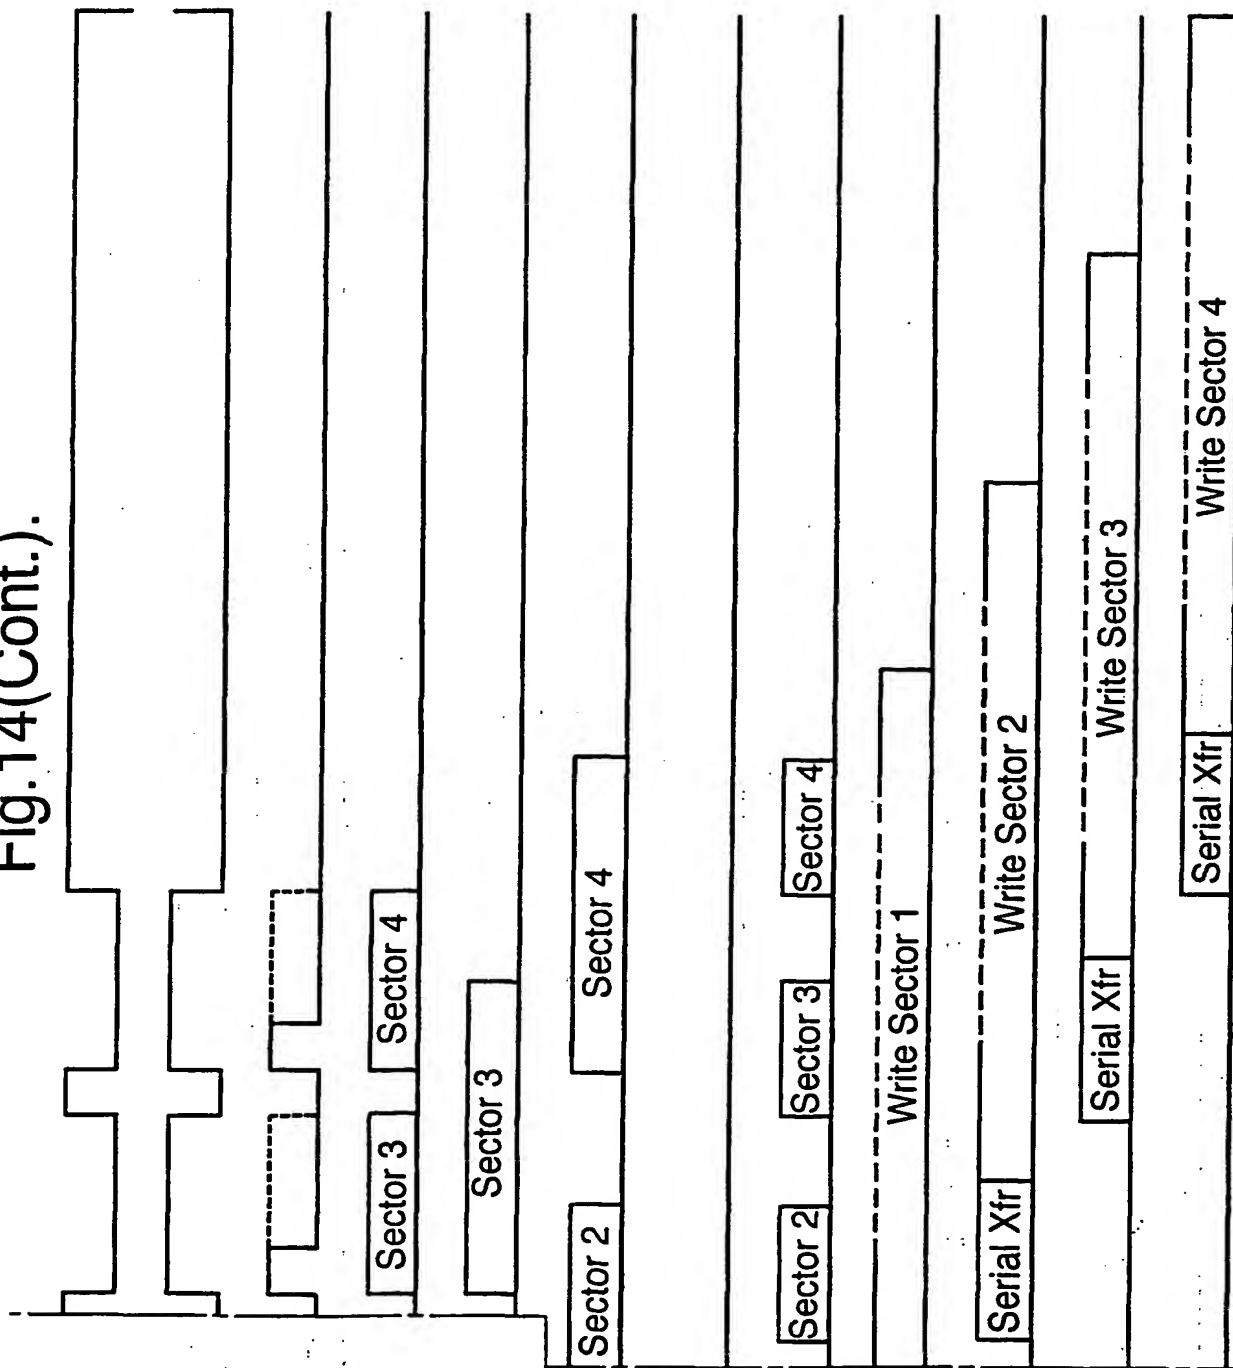 Fig.14(Cont.).
Sector 3
Sector 4
Sector 3
Sector 2
Sector 4
Sector 2
Sector 3
Sector 4
Write Sector 1
Serial Xfr
Write Sector 2
Serial Xfr
Write Sector 3
Serial Xfr
Write Sector 4